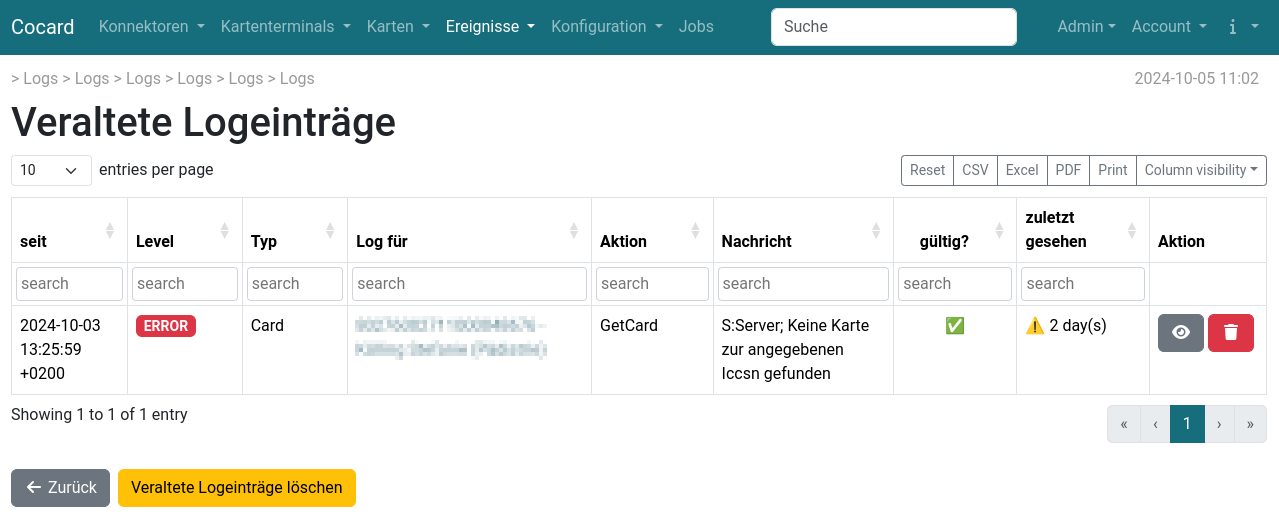 Cocard Konnektoren Kartenterminals Karten Ereignisse Konfiguration Jobs Suche Admin Account i
> Logs > Logs > Logs > Logs > Logs > Logs 2024-10-05 11:02
Veraltete Logeinträge
10 entries per page Reset CSV Excel PDF Print Column visibility
seit Level Typ Log für Aktion Nachricht gültig? zuletzt gesehen Aktion
search search search search search search search search
2024-10-03 ERROR Card GetCard S:Server; Keine Karte ✅ ⚠️ 2 day(s)
13:25:59 zur angegebenen
+0200 Iccsn gefunden
Showing 1 to 1 of 1 entry « ‹ 1 › »
← Zurück Veraltete Logeinträge löschen